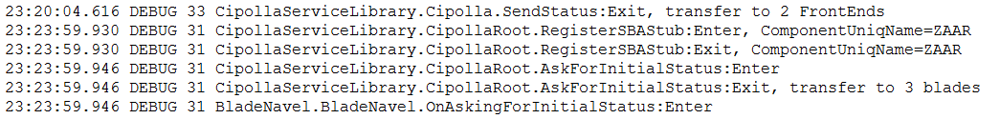 23:20:04.616 DEBUG 33 CipollaServiceLibrary.Cipolla.SendStatus:Exit, transfer to 2 FrontEnds
23:23:59.930 DEBUG 31 CipollaServiceLibrary.CipollaRoot.RegisterSBAStub:Enter, ComponentUniqName=ZAAR
23:23:59.930 DEBUG 31 CipollaServiceLibrary.CipollaRoot.RegisterSBAStub:Exit, ComponentUniqName=ZAAR
23:23:59.946 DEBUG 31 CipollaServiceLibrary.CipollaRoot.AskForInitialStatus:Enter
23:23:59.946 DEBUG 31 CipollaServiceLibrary.CipollaRoot.AskForInitialStatus:Exit, transfer to 3 blades
23:23:59.946 DEBUG 31 BladeNavel.BladeNavel.OnAskingForInitialStatus:Enter